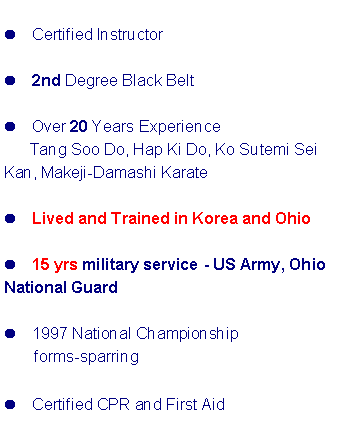 ● Certified Instructor
● 2nd Degree Black Belt
● Over 20 Years Experience
Tang Soo Do, Hap Ki Do, Ko Sutemi Sei
Kan, Makeji-Damashi Karate
● Lived and Trained in Korea and Ohio
● 15 yrs military service - US Army, Ohio
National Guard
● 1997 National Championship
forms-sparring
● Certified CPR and First Aid